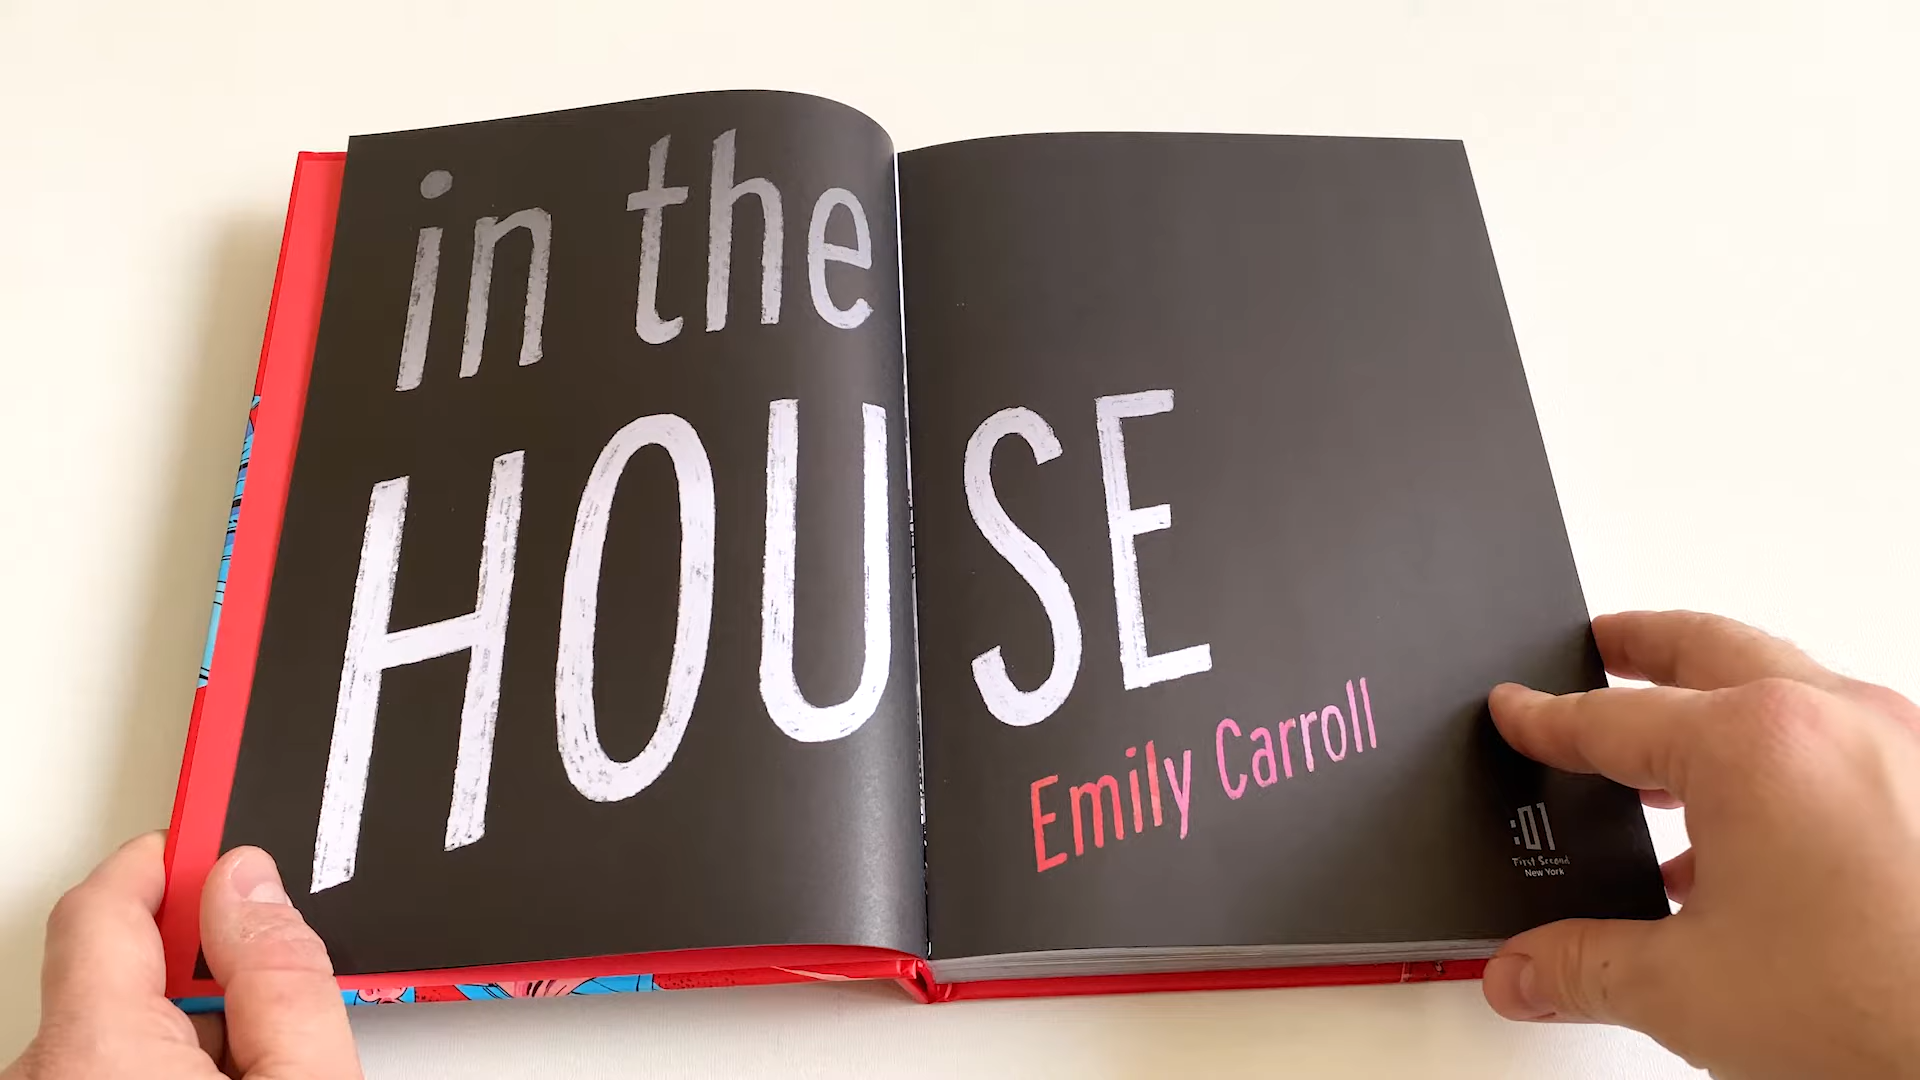 in the
HOUSE
Emily Carroll
:01
First Second
New York